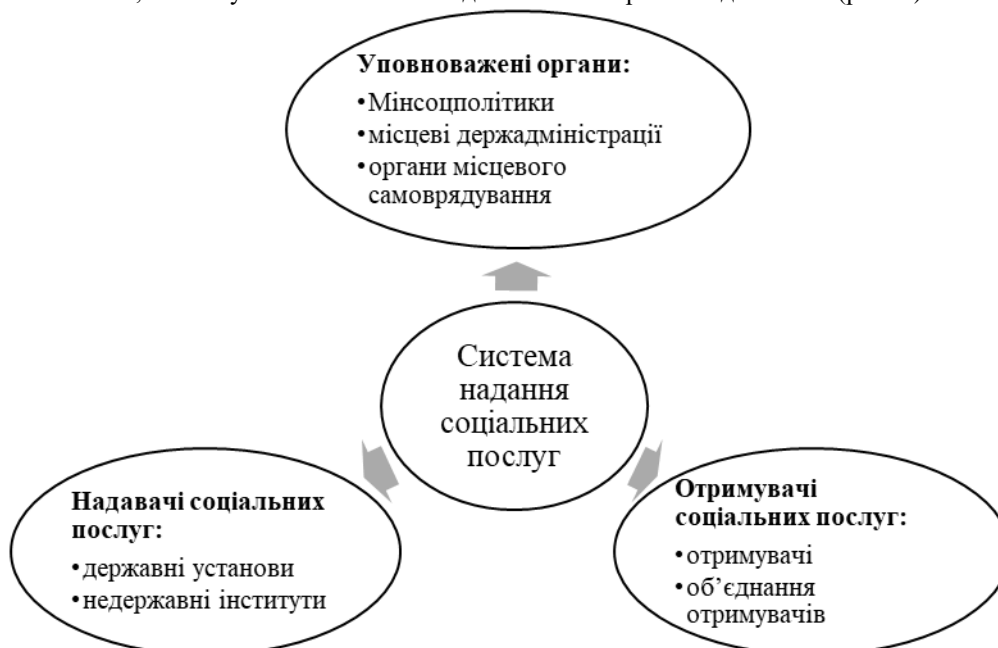 Уповноважені органи:
•Мінсоцполітики
•місцеві держадміністрації
•органи місцевого
самоврядування
Система
надання
соціальних
послуг
Надавачі соціальних
послуг:
•державні установи
•недержавні інститути
Отримувачі
соціальних послуг:
•отримувачі
•об’єднання
отримувачів